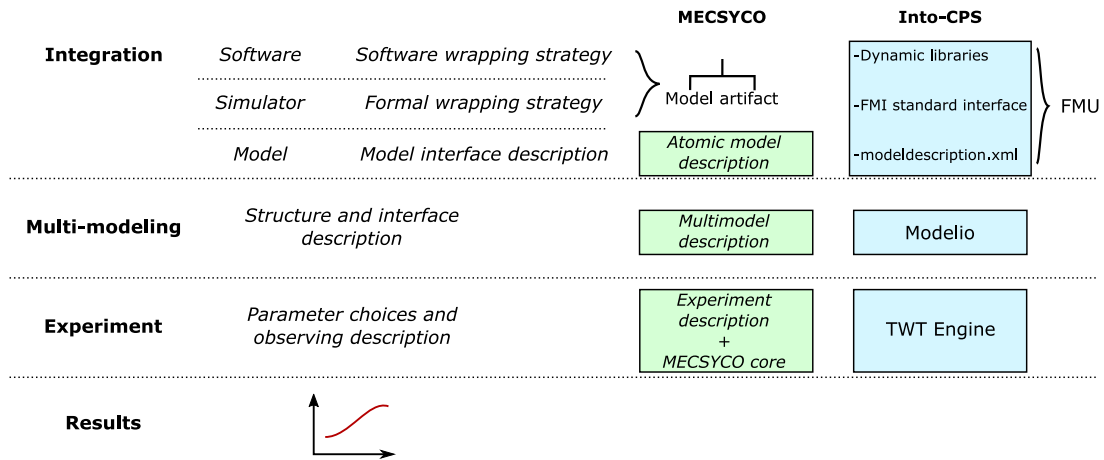 MECSYCO
Into-CPS
Integration
Software
Software wrapping strategy
-Dynamic libraries
Simulator
Formal wrapping strategy
Model artifact
-FMI standard interface
FMU
Model
Model interface description
Atomic model
description
-modeldescription.xml
Multi-modeling
Structure and interface
description
Multimodel
description
Modelio
Experiment
Parameter choices and
observing description
Experiment
description
+
MECSYCO core
TWT Engine
Results